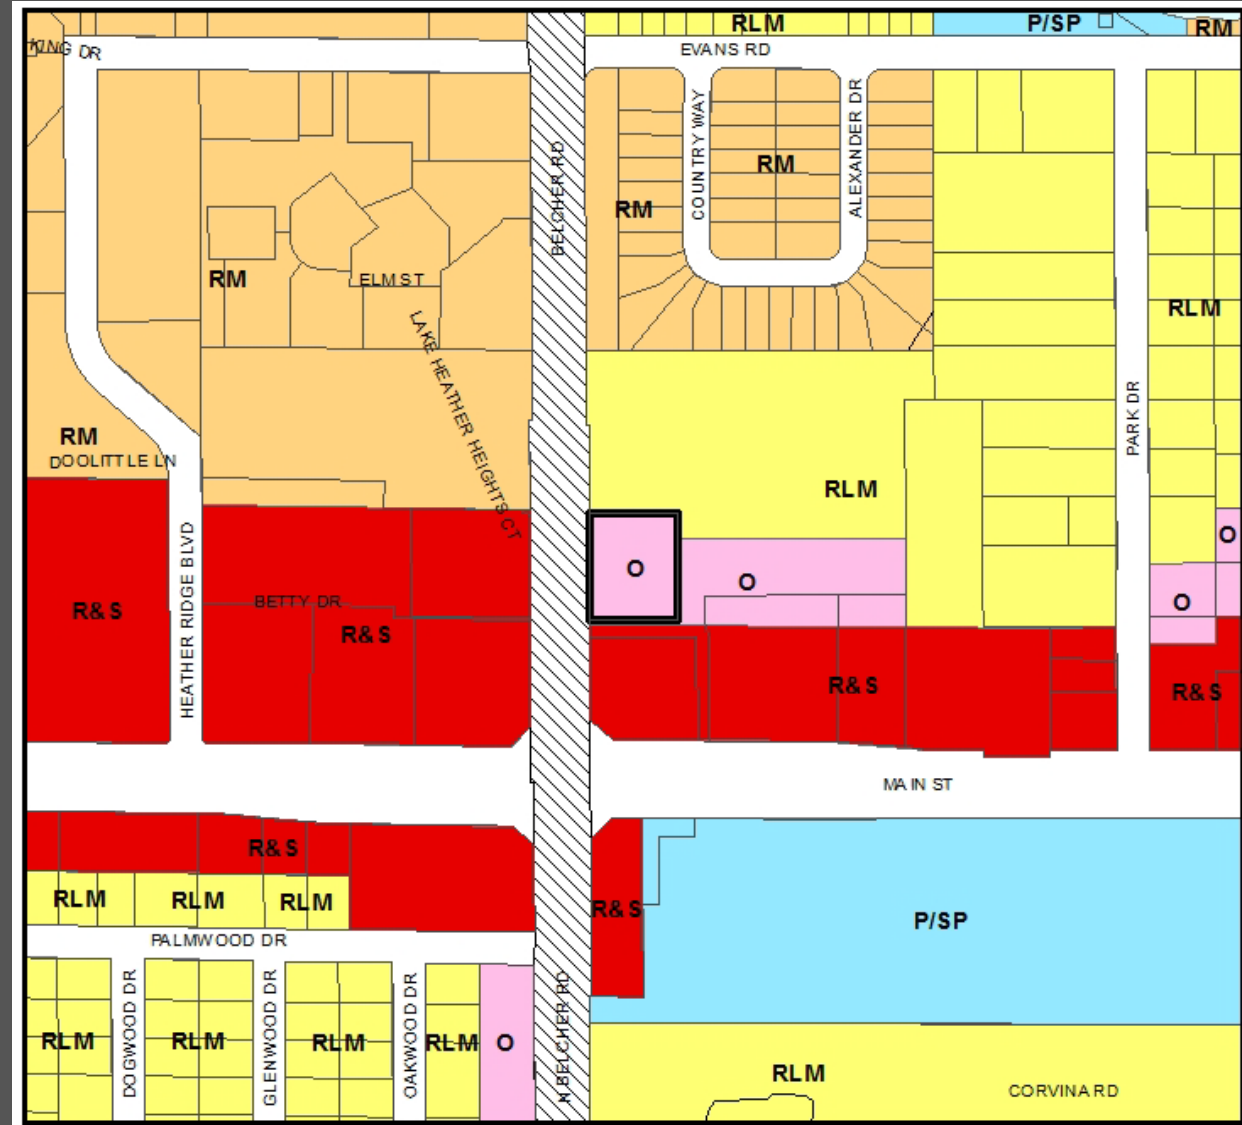 RLM
P/SP
RM
KING DR
EVANS RD
COUNTRY WAY
ALEXANDER DR
BELCHER RD
RM
RM
RM
ELM ST
RLM
LAKE HEATHER HEIGHTS CT
PARK DR
RM
DOOLITTLE LN
RLM
HEATHER RIDGE BLVD
O
O
O
O
R&S
BETTY DR
R&S
R&S
R&S
MAIN ST
R&S
RLM
RLM
RLM
R&S
P/SP
PALMWOOD DR
DOGWOOD DR
GLENWOOD DR
OAKWOOD DR
N BELCHER RD
RLM
RLM
RLM
RLM
O
RLM
CORVINA RD